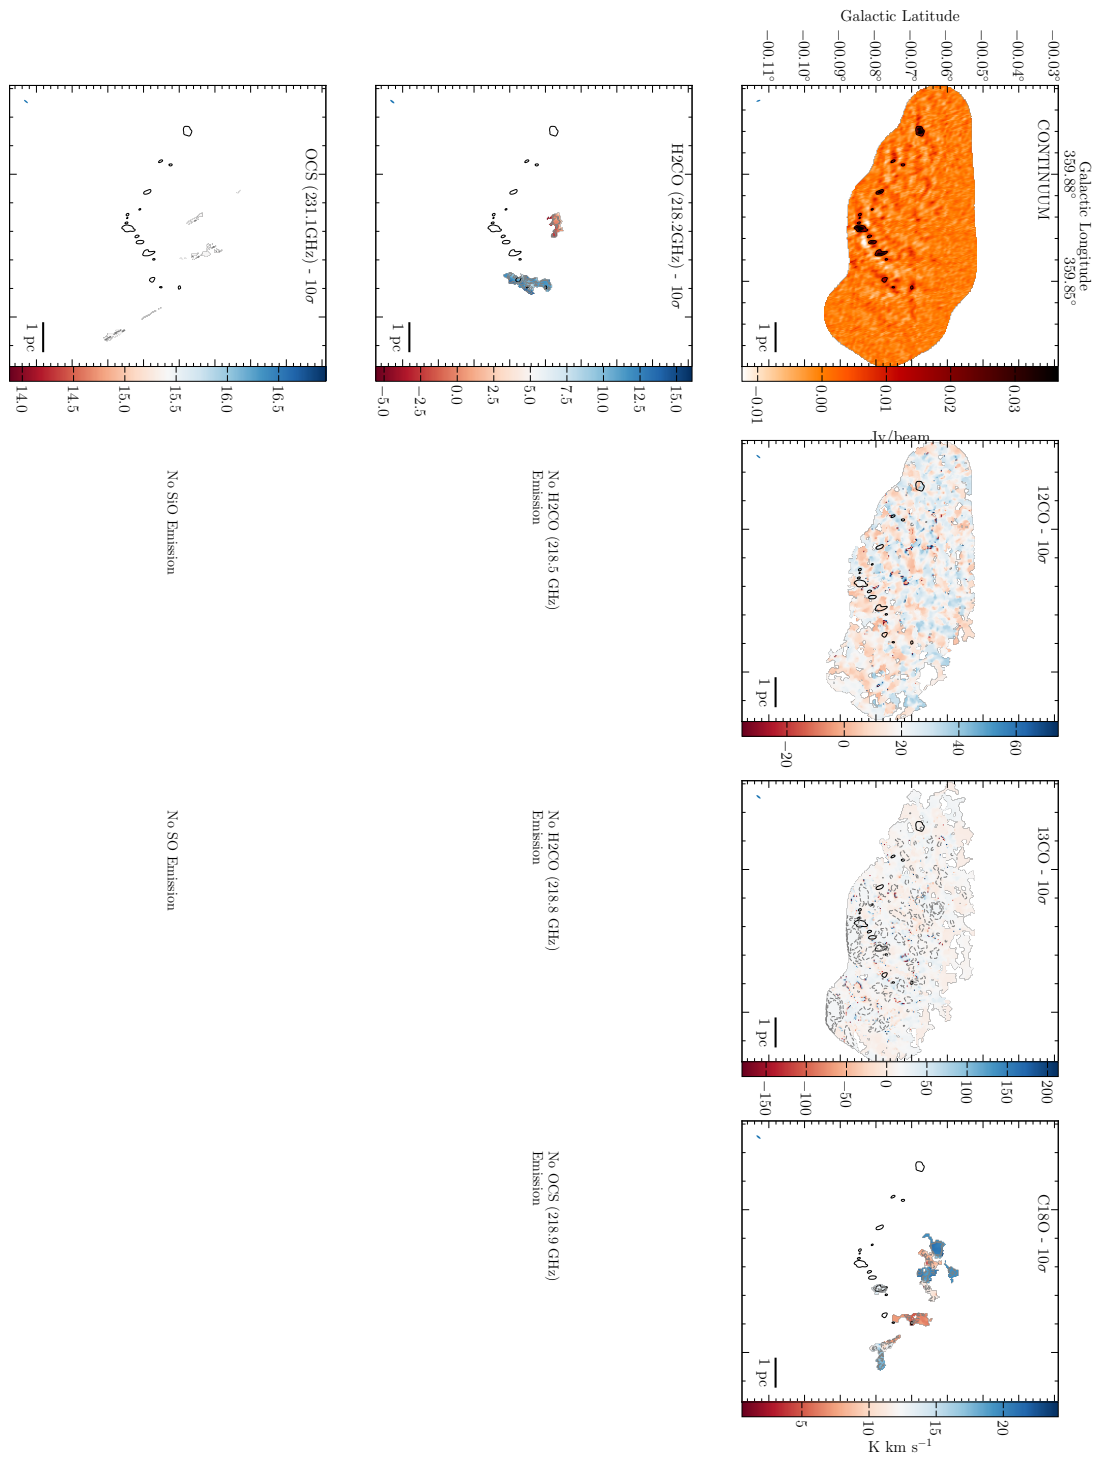 Galactic Latitude
−00.03°
−00.04°
−00.05°
−00.06°
−00.07°
−00.08°
−00.09°
−00.10°
−00.11°
Galactic Longitude
359.88°
359.85°
CONTINUUM
1 pc
−0.01
0.00
0.01
0.02
0.03
Jy/beam
12CO - 10σ
1 pc
−20
0
20
40
60
13CO - 10σ
1 pc
−150
−100
−50
0
50
100
150
200
C18O - 10σ
1 pc
5
10
15
20
K km s⁻¹
H2CO (218.2GHz) - 10σ
1 pc
−5.0
−2.5
0.0
2.5
5.0
7.5
10.0
12.5
15.0
No H2CO (218.5 GHz)
Emission
No H2CO (218.8 GHz)
Emission
No OCS (218.9 GHz)
Emission
OCS (231.1GHz) - 10σ
1 pc
14.0
14.5
15.0
15.5
16.0
16.5
No SiO Emission
No SO Emission